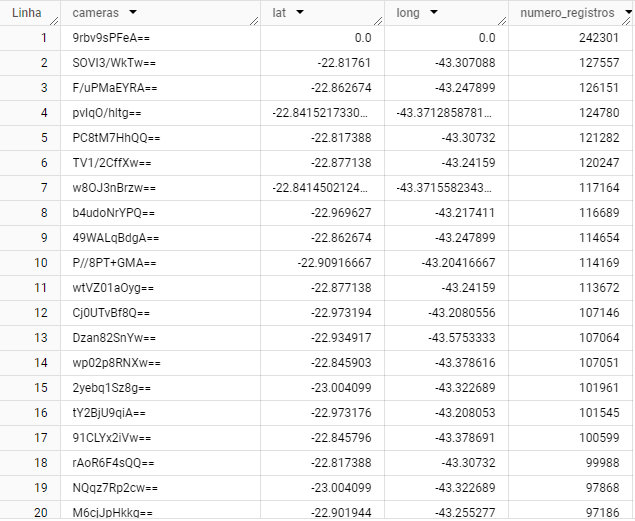 Linha cameras lat long numero_registros
1 9rbv9sPFeA== 0.0 0.0 242301
2 SOVI3/WkTw== -22.81761 -43.307088 127557
3 F/uPMaEYRA== -22.862674 -43.247899 126151
4 pvIqO/hItg== -22.8415217330... -43.3712858781... 124780
5 PC8tM7HhQQ== -22.817388 -43.30732 121282
6 TV1/2CffXw== -22.877138 -43.24159 120247
7 w8OJ3nBrzw== -22.8414502124... -43.3715582343... 117164
8 b4udoNrYPQ== -22.969627 -43.217411 116689
9 49WALqBdgA== -22.862674 -43.247899 114654
10 P//8PT+GMA== -22.90916667 -43.20416667 114169
11 wtVZ01aOyg== -22.877138 -43.24159 113672
12 Cj0UTvBf8Q== -22.973194 -43.2080556 107146
13 Dzan82SnYw== -22.934917 -43.5753333 107064
14 wp02p8RNXw== -22.845903 -43.378616 107051
15 2yebq1Sz8g== -23.004099 -43.322689 101961
16 tY2BjU9qiA== -22.973176 -43.208053 101545
17 91CLYx2iVw== -22.845796 -43.378691 100599
18 rAoR6F4sQQ== -22.817388 -43.30732 99988
19 NQqz7Rp2cw== -23.004099 -43.322689 97868
20 M6cjJpHkkg== -22.901944 -43.255277 97186